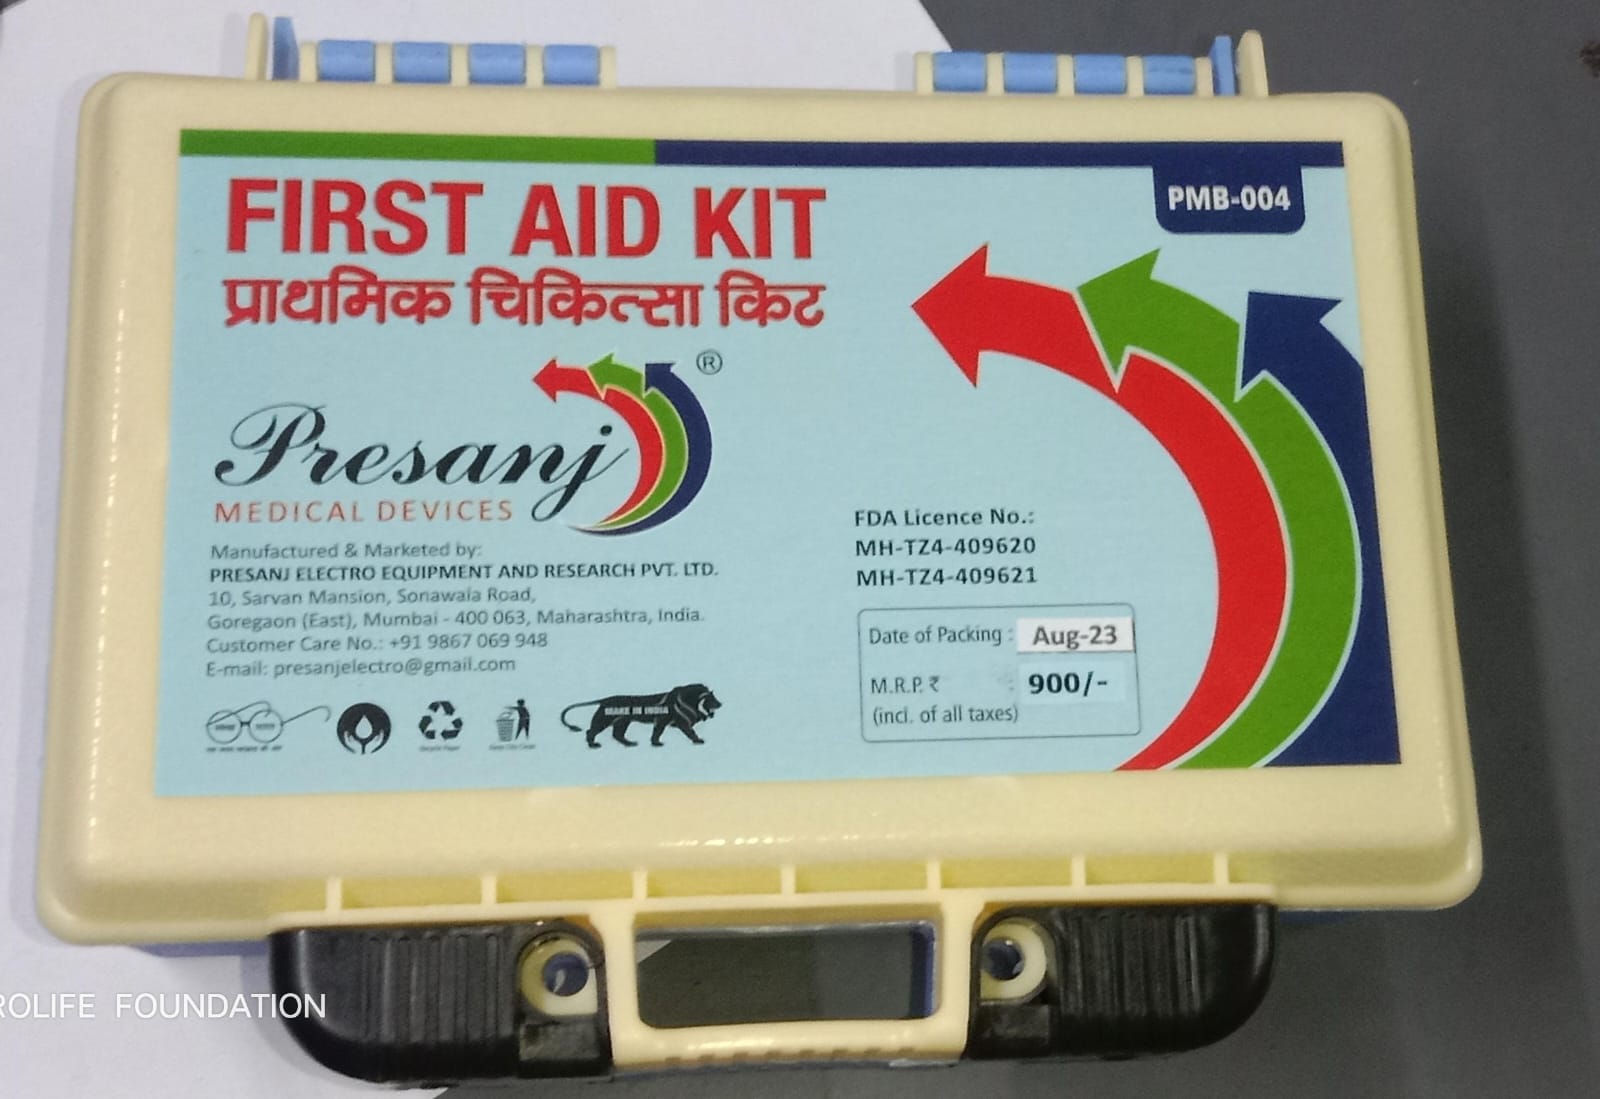 FIRST AID KIT
PMB-004
प्राथमिक चिकित्सा किट
®
Presanj
MEDICAL DEVICES
Manufactured & Marketed by:
PRESANJ ELECTRO EQUIPMENT AND RESEARCH PVT. LTD.
10, Sarvan Mansion, Sonawala Road,
Goregaon (East), Mumbai - 400 063, Maharashtra, India.
Customer Care No.: +91 9867 069 948
E-mail: presanjelectro@gmail.com
MAKE IN INDIA
FDA Licence No.:
MH-TZ4-409620
MH-TZ4-409621
Date of Packing : Aug-23
M.R.P. ₹ : 900/-
(incl. of all taxes)
ROLIFE FOUNDATION